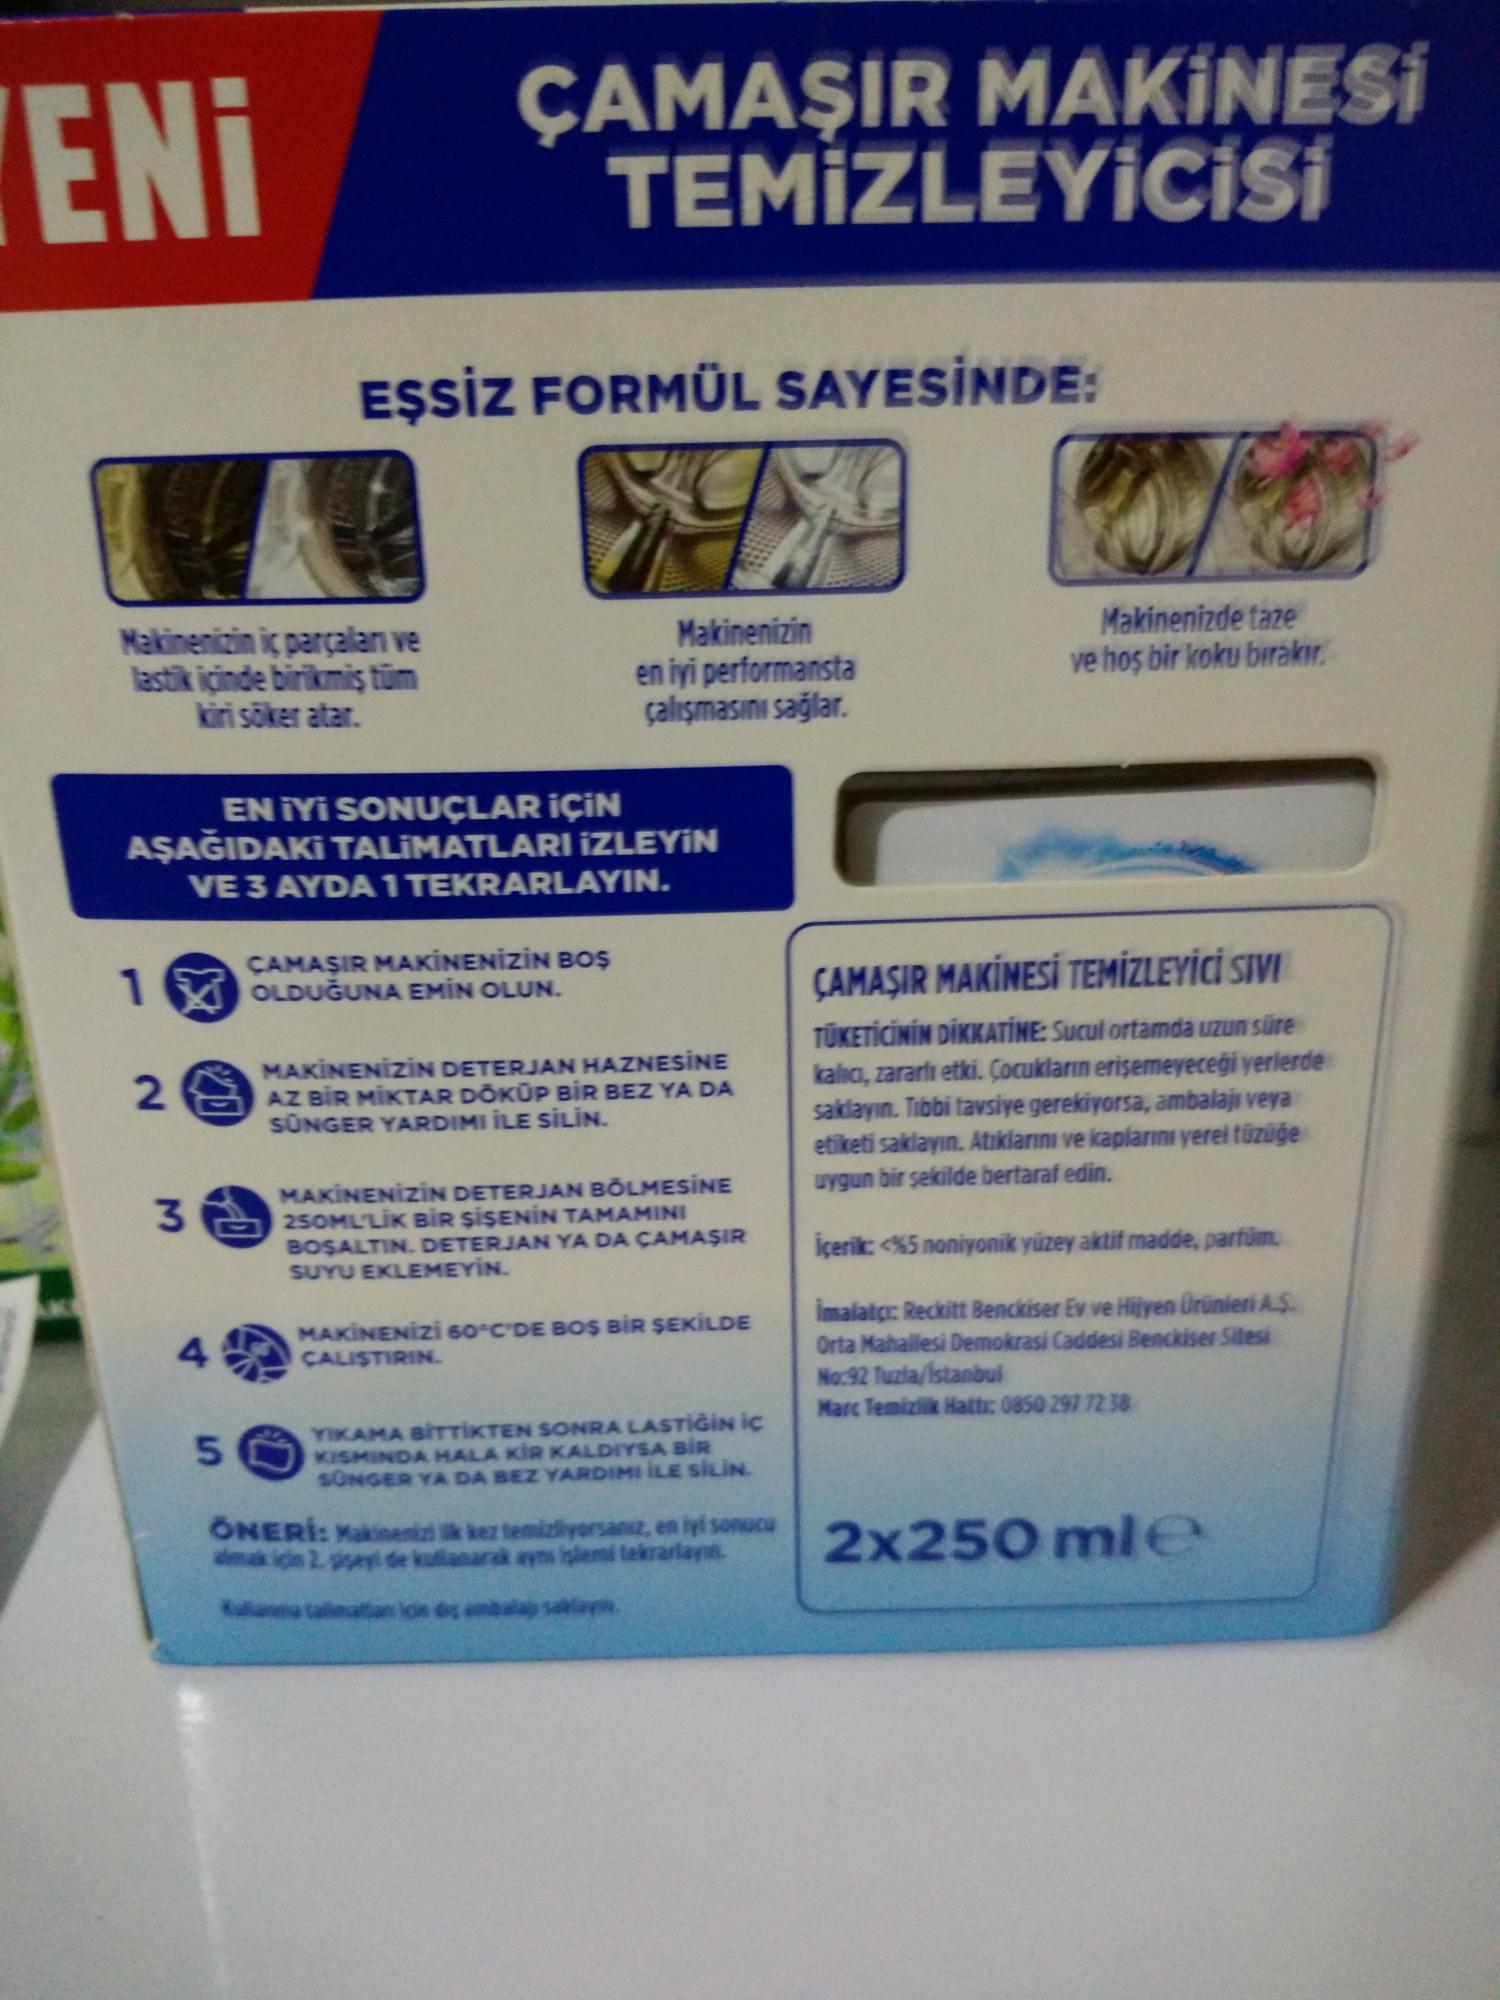 YENİ
ÇAMAŞIR MAKİNESİ
TEMİZLEYİCİSİ
EŞSİZ FORMÜL SAYESİNDE:
Makinenizin iç parçaları ve
lastik içinde birikmiş tüm
kiri söker atar.
Makinenizin
en iyi performansta
çalışmasını sağlar.
Makinenizde taze
ve hoş bir koku bırakır.
EN İYİ SONUÇLAR İÇİN
AŞAĞIDAKİ TALİMATLARI İZLEYİN
VE 3 AYDA 1 TEKRARLAYIN.
1 ÇAMAŞIR MAKİNENİZİN BOŞ
OLDUĞUNA EMİN OLUN.
2 MAKİNENİZİN DETERJAN HAZNESİNE
AZ BİR MİKTAR DÖKÜP BİR BEZ YA DA
SÜNGER YARDIMI İLE SİLİN.
3 MAKİNENİZİN DETERJAN BÖLMESİNE
250ML'LİK BİR ŞİŞENİN TAMAMINI
BOŞALTIN. DETERJAN YA DA ÇAMAŞIR
SUYU EKLEMEYİN.
4 MAKİNENİZİ 60°C'DE BOŞ BİR ŞEKİLDE
ÇALIŞTIRIN.
5 YIKAMA BİTTİKTEN SONRA LASTİĞİN İÇ
KISMINDA HALA KİR KALDIYSA BİR
SÜNGER YA DA BEZ YARDIMI İLE SİLİN.
ÖNERİ: Makinenizi ilk kez temizliyorsanız, en iyi sonucu
almak için 2. şişeyi de kullanarak aynı işlemi tekrarlayın.
Kullanma talimatları için dış ambalajı saklayın.
ÇAMAŞIR MAKİNESİ TEMİZLEYİCİ SIVI
TÜKETİCİNİN DİKKATİNE: Sucul ortamda uzun süre
kalıcı, zararlı etki. Çocukların erişemeyeceği yerlerde
saklayın. Tıbbi tavsiye gerekiyorsa, ambalajı veya
etiketi saklayın. Atıklarını ve kaplarını yerel tüzüğe
uygun bir şekilde bertaraf edin.
İçerik: <%5 noniyonik yüzey aktif madde, parfüm.
İmalatçı: Reckitt Benckiser Ev ve Hijyen Ürünleri A.Ş.
Orta Mahallesi Demokrasi Caddesi Benckiser Sitesi
No:92 Tuzla/İstanbul
Marc Temizlik Hattı: 0850 297 72 38
2x250 ml e